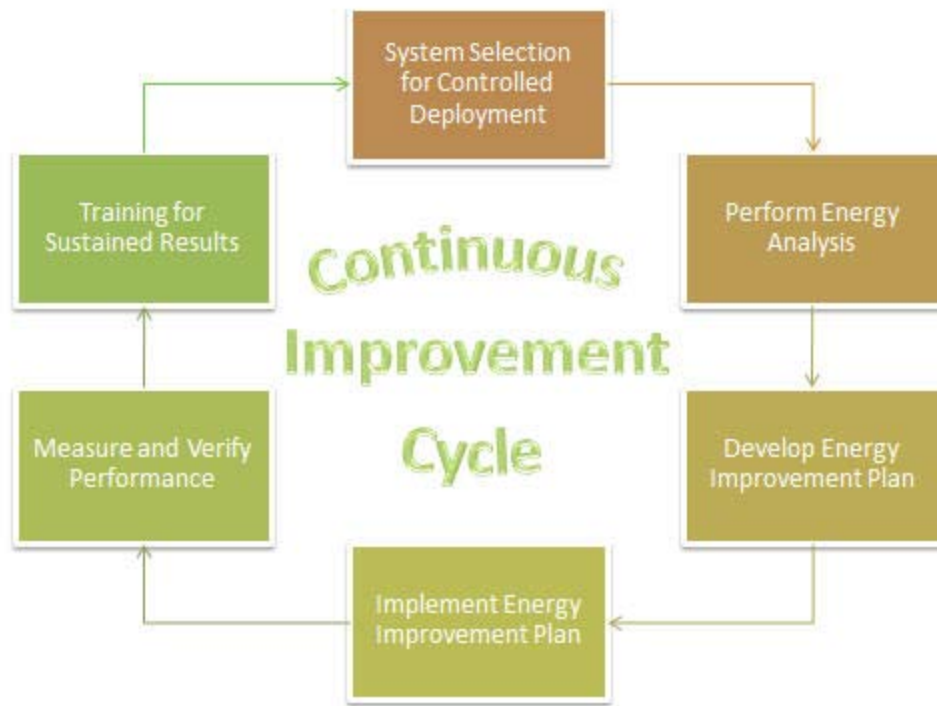 System Selection
for Controlled
Deployment
Training for
Sustained Results
Perform Energy
Analysis
Continuous
Improvement
Cycle
Measure and Verify
Performance
Develop Energy
Improvement Plan
Implement Energy
Improvement Plan